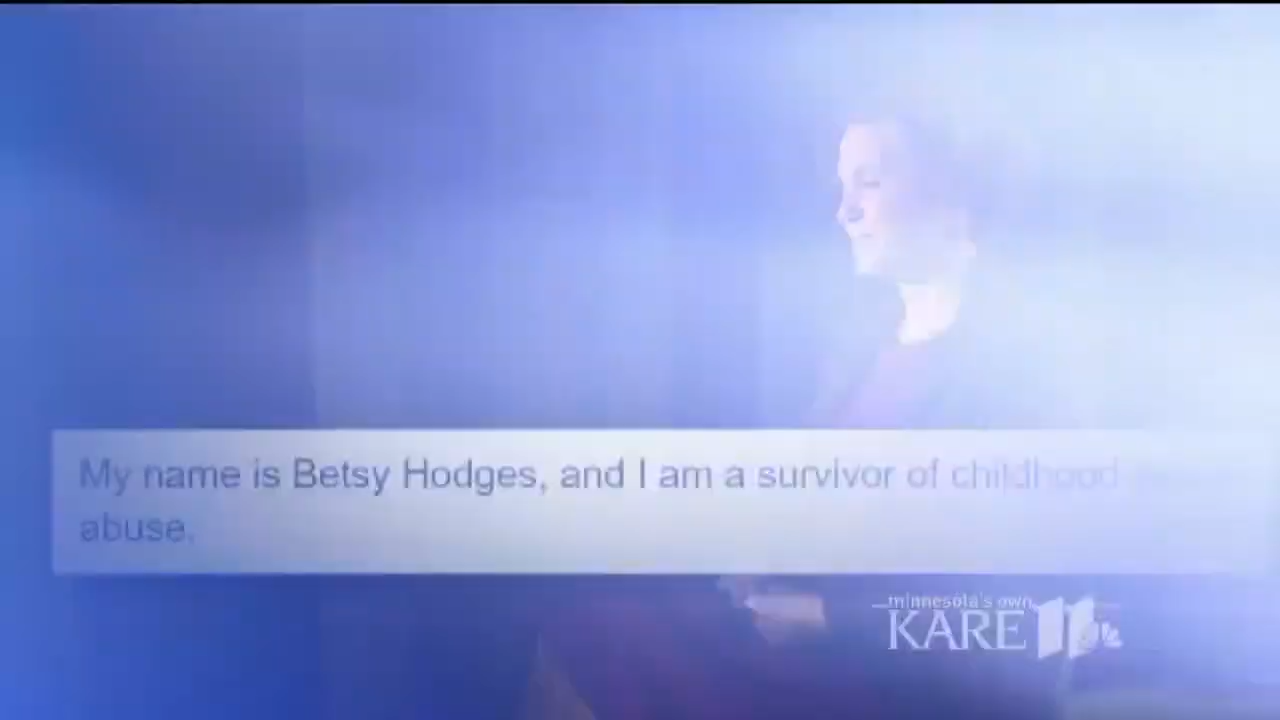 My name is Betsy Hodges, and I am a survivor of childhood
abuse.
minnesota's own
KARE 11